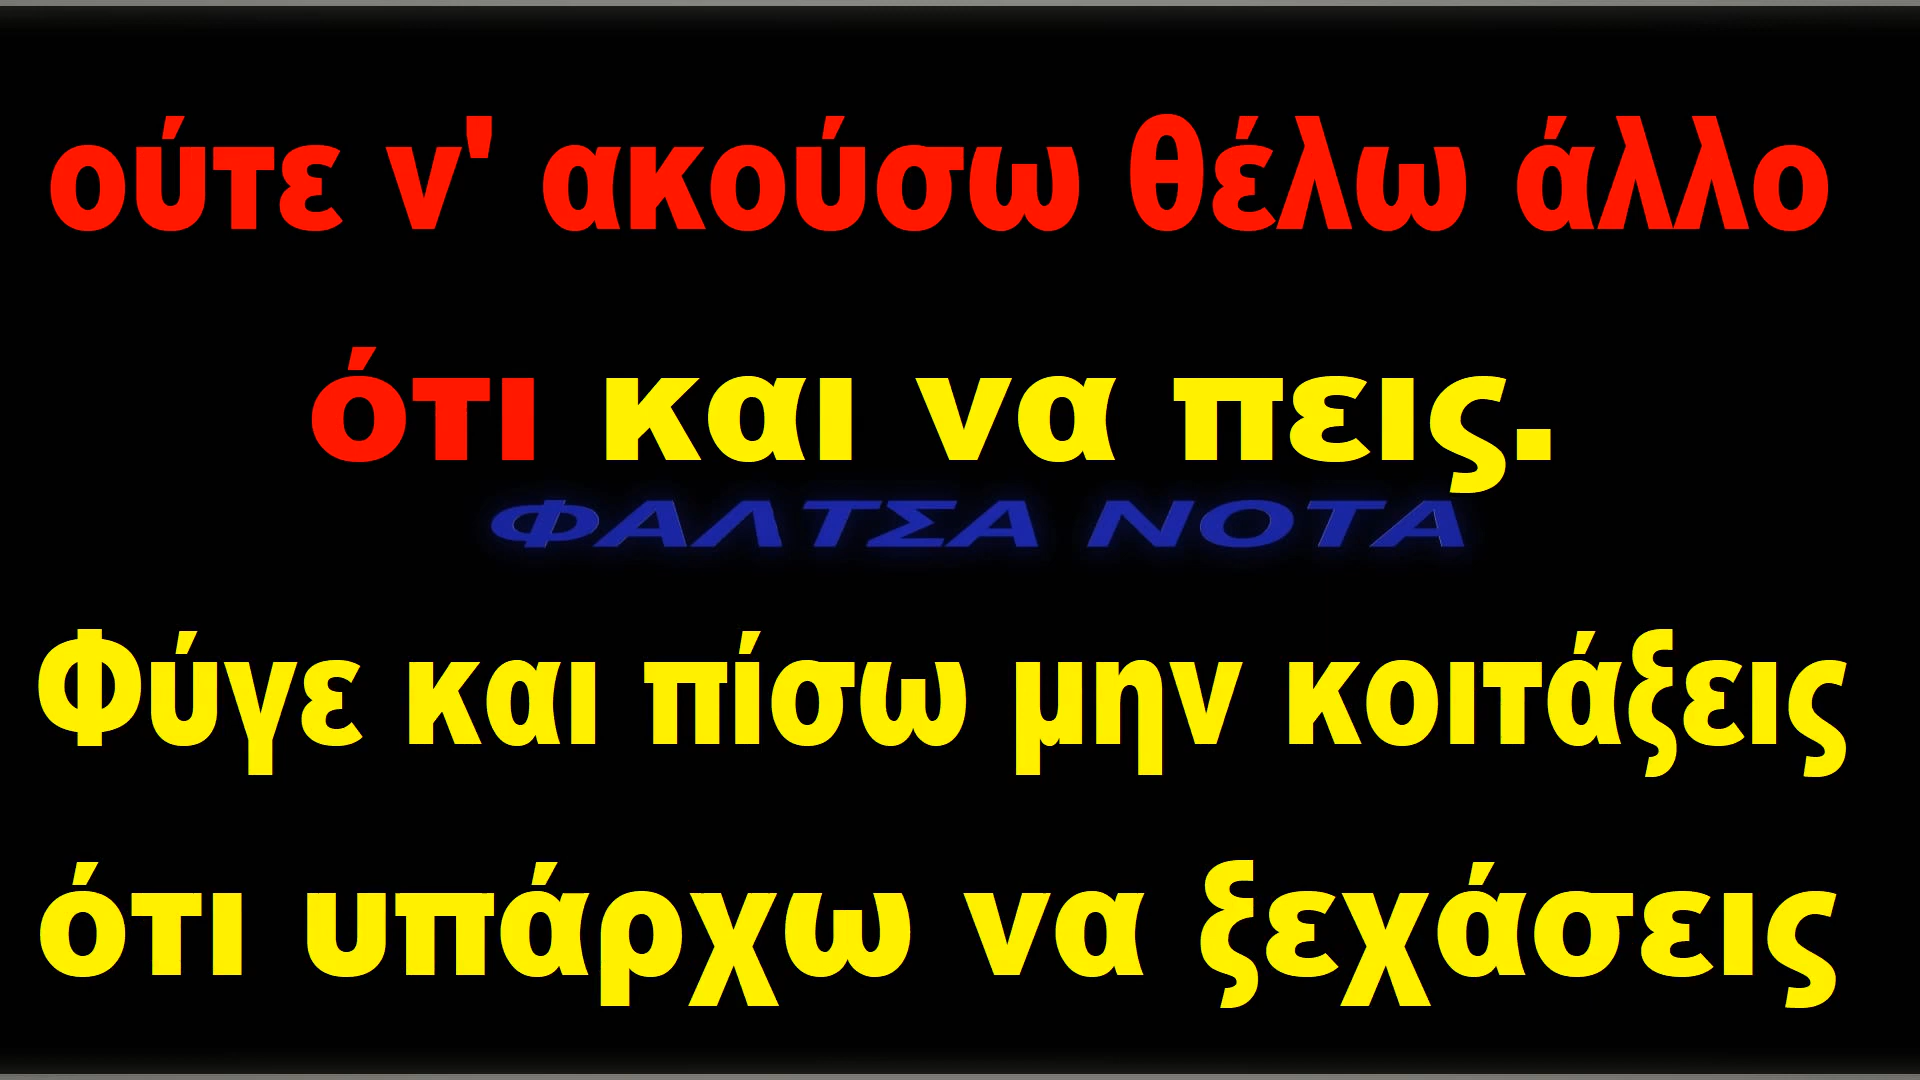 ούτε ν' ακούσω θέλω άλλο
ότι και να πεις.
ΦΑΛΤΣΑ ΝΟΤΑ
Φύγε και πίσω μην κοιτάξεις
ότι υπάρχω να ξεχάσεις